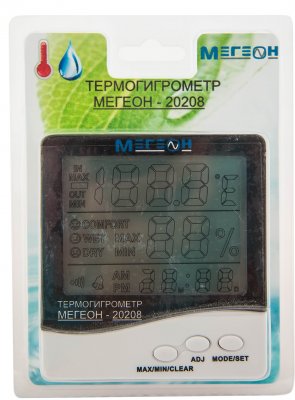 МЕГЕОН
ТЕРМОГИГРОМЕТР
МЕГЕОН - 20208
МЕГЕОН
IN
MAX
OUT
MIN
188.8°F
COMFORT
WET MAX
DRY MIN
88%
AM
PM
38:88
ТЕРМОГИГРОМЕТР
МЕГЕОН - 20208
MAX/MIN/CLEAR
ADJ
MODE/SET